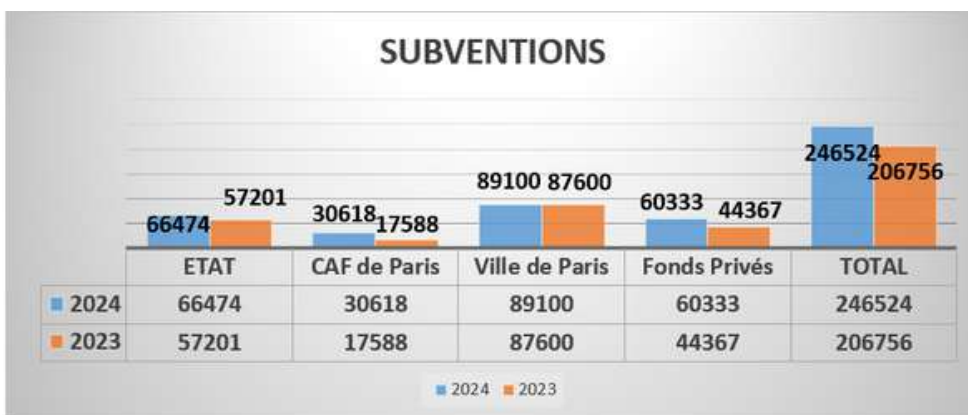 SUBVENTIONS
246524
206756
89100 87600
60333 44367
57201
30618
17588
66474
ETAT CAF de Paris Ville de Paris Fonds Privés TOTAL
2024 66474 30618 89100 60333 246524
2023 57201 17588 87600 44367 206756
2024 2023